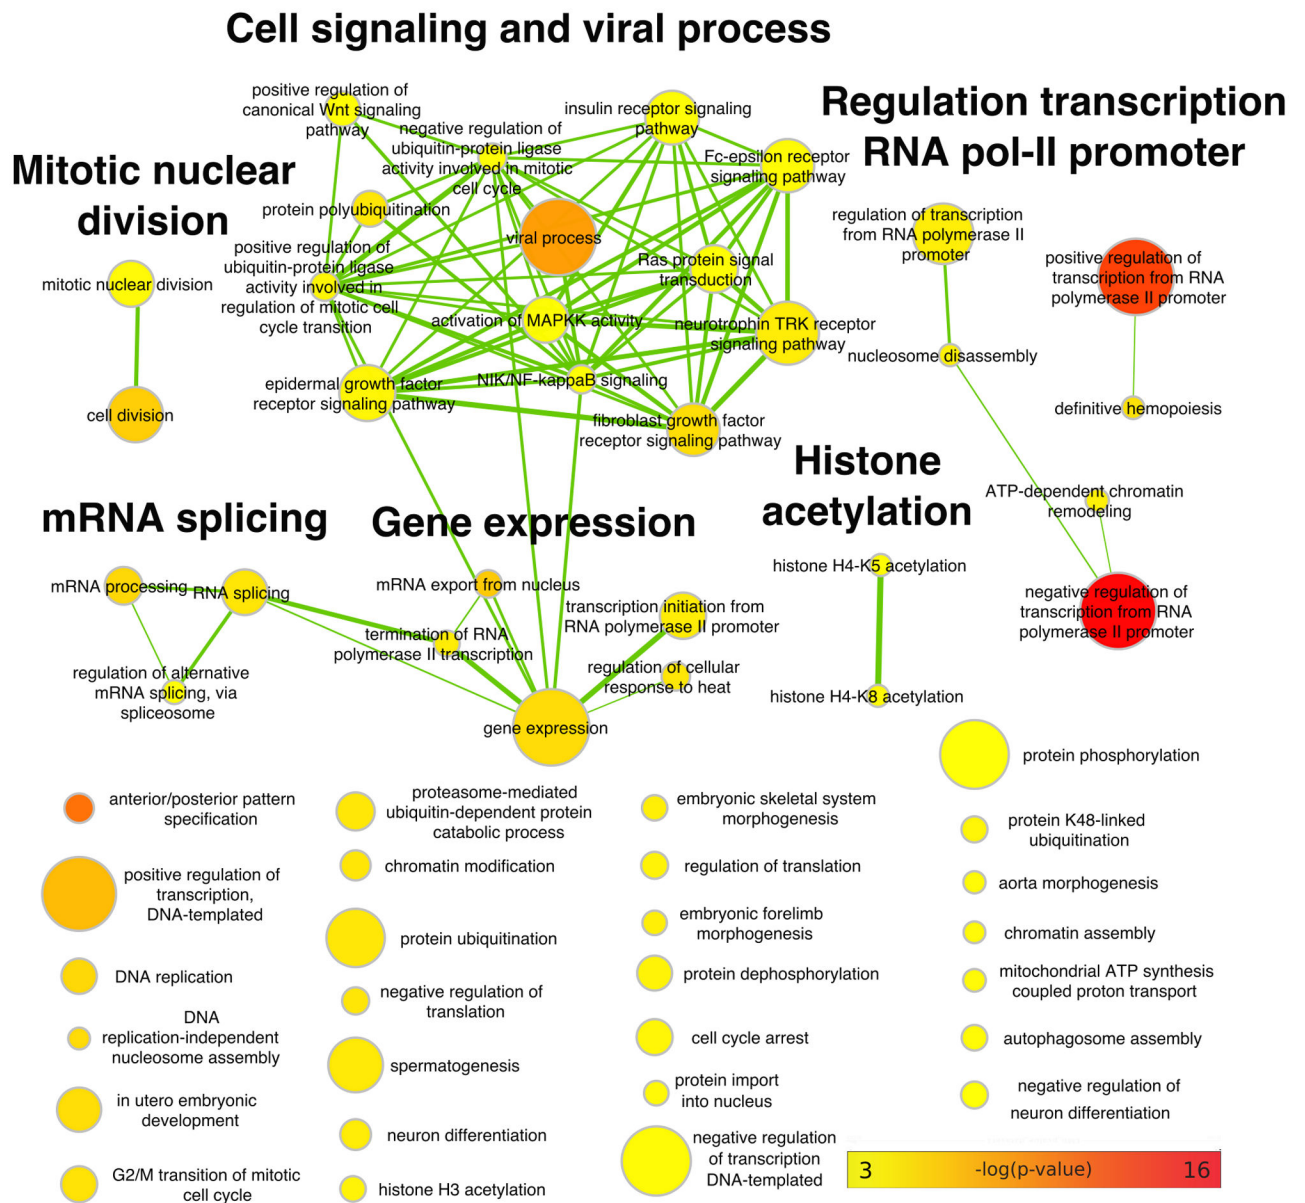 Cell signaling and viral process
positive regulation of
canonical Wnt signaling
pathway
negative regulation of
ubiquitin-protein ligase
activity involved in mitotic
cell cycle
insulin receptor signaling
pathway
Fc-epsilon receptor
signaling pathway
protein polyubiquitination
viral process
positive regulation of
ubiquitin-protein ligase
activity involved in
regulation of mitotic cell
cycle transition
Ras protein signal
transduction
activation of MAPKK activity
neurotrophin TRK receptor
signaling pathway
epidermal growth factor
receptor signaling pathway
NIK/NF-kappaB signaling
fibroblast growth factor
receptor signaling pathway
Regulation transcription
RNA pol-II promoter
regulation of transcription
from RNA polymerase II
promoter
positive regulation of
transcription from RNA
polymerase II promoter
nucleosome disassembly
definitive hemopoiesis
ATP-dependent chromatin
remodeling
negative regulation of
transcription from RNA
polymerase II promoter
Mitotic nuclear
division
mitotic nuclear division
cell division
mRNA splicing
mRNA processing
RNA splicing
regulation of alternative
mRNA splicing, via
spliceosome
Gene expression
mRNA export from nucleus
transcription initiation from
RNA polymerase II promoter
termination of RNA
polymerase II transcription
regulation of cellular
response to heat
gene expression
Histone
acetylation
histone H4-K5 acetylation
histone H4-K8 acetylation
anterior/posterior pattern
specification
positive regulation of
transcription,
DNA-templated
DNA replication
DNA
replication-independent
nucleosome assembly
in utero embryonic
development
G2/M transition of mitotic
cell cycle
proteasome-mediated
ubiquitin-dependent protein
catabolic process
chromatin modification
protein ubiquitination
negative regulation of
translation
spermatogenesis
neuron differentiation
histone H3 acetylation
embryonic skeletal system
morphogenesis
regulation of translation
embryonic forelimb
morphogenesis
protein dephosphorylation
cell cycle arrest
protein import
into nucleus
negative regulation
of transcription
DNA-templated
protein phosphorylation
protein K48-linked
ubiquitination
aorta morphogenesis
chromatin assembly
mitochondrial ATP synthesis
coupled proton transport
autophagosome assembly
negative regulation of
neuron differentiation
3 -log(p-value) 16